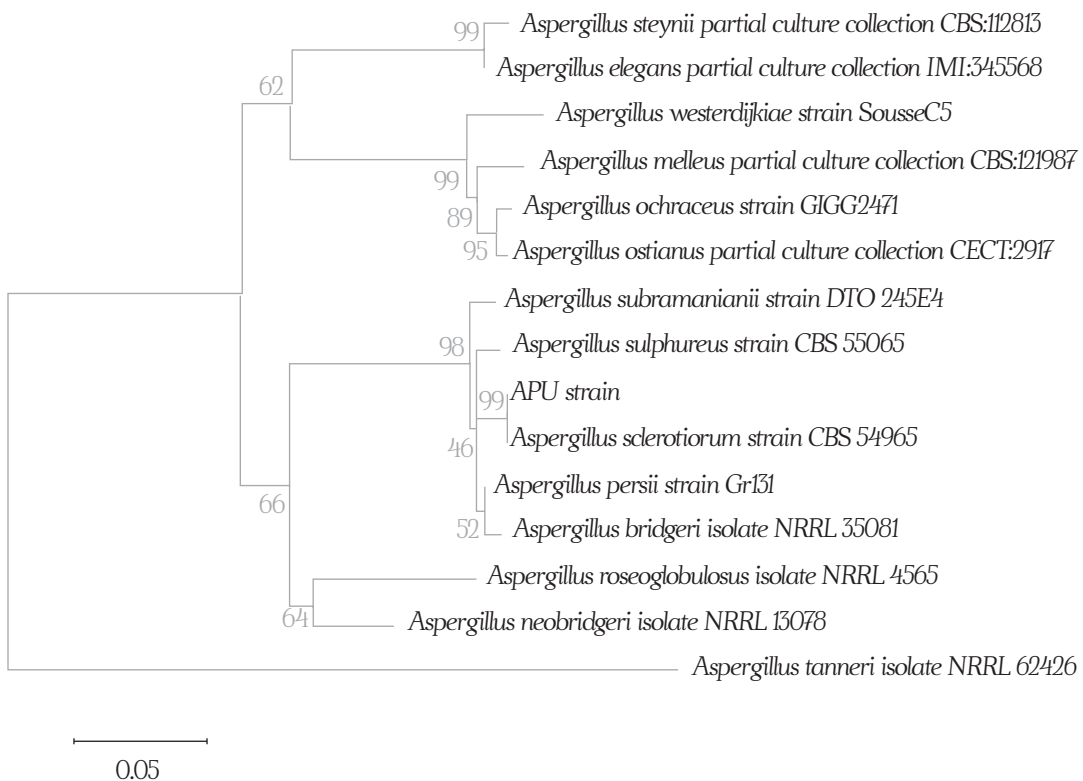 99
Aspergillus steynii partial culture collection CBS:112813
Aspergillus elegans partial culture collection IMI:345568
62
Aspergillus westerdijkiae strain SousseC5
Aspergillus melleus partial culture collection CBS:121987
99
Aspergillus ochraceus strain GIGG2471
89
Aspergillus ostianus partial culture collection CECT:2917
95
Aspergillus subramanianii strain DTO 245E4
98
Aspergillus sulphureus strain CBS 55065
APU strain
99
Aspergillus sclerotiorum strain CBS 54965
46
Aspergillus persii strain Gr131
66
Aspergillus bridgeri isolate NRRL 35081
52
Aspergillus roseoglobulosus isolate NRRL 4565
64
Aspergillus neobridgeri isolate NRRL 13078
Aspergillus tanneri isolate NRRL 62426
0.05